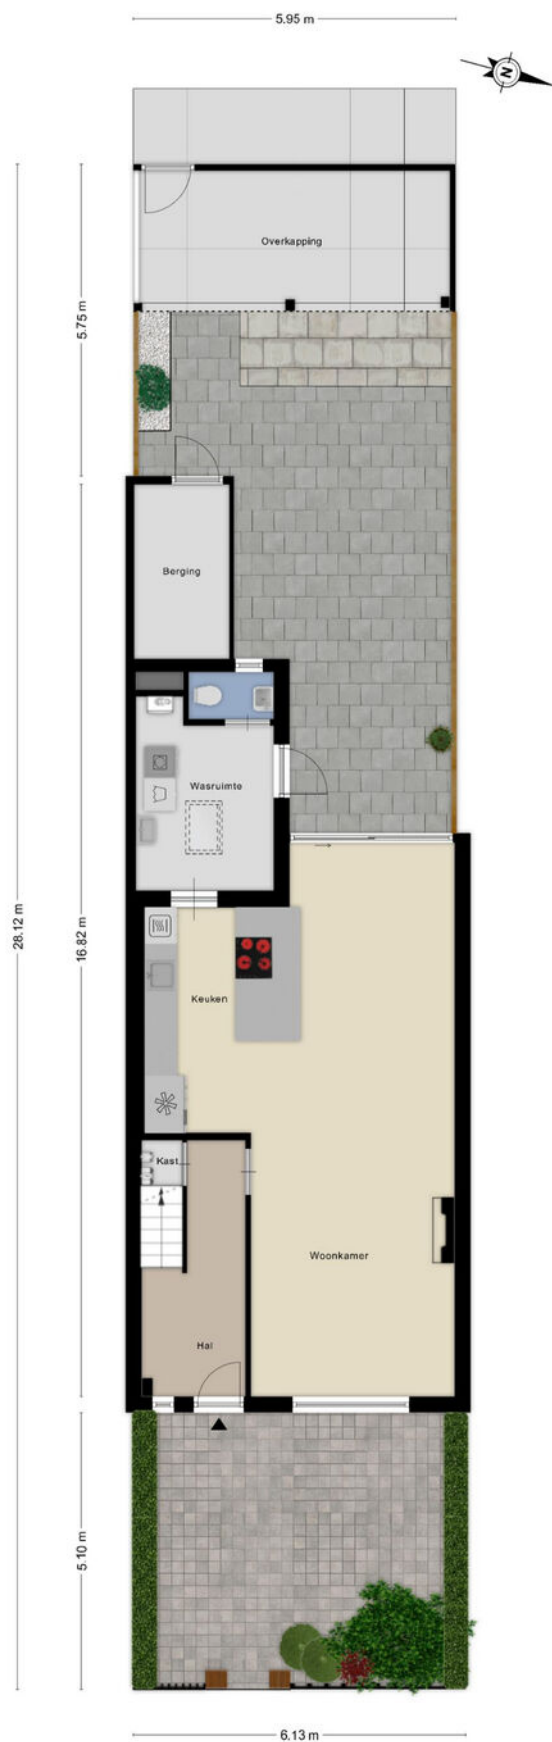 5.95 m
N
Overkapping
5.75 m
Berging
Wasruimte
28.12 m
16.82 m
Keuken
Kast
Woonkamer
Hal
5.10 m
6.13 m